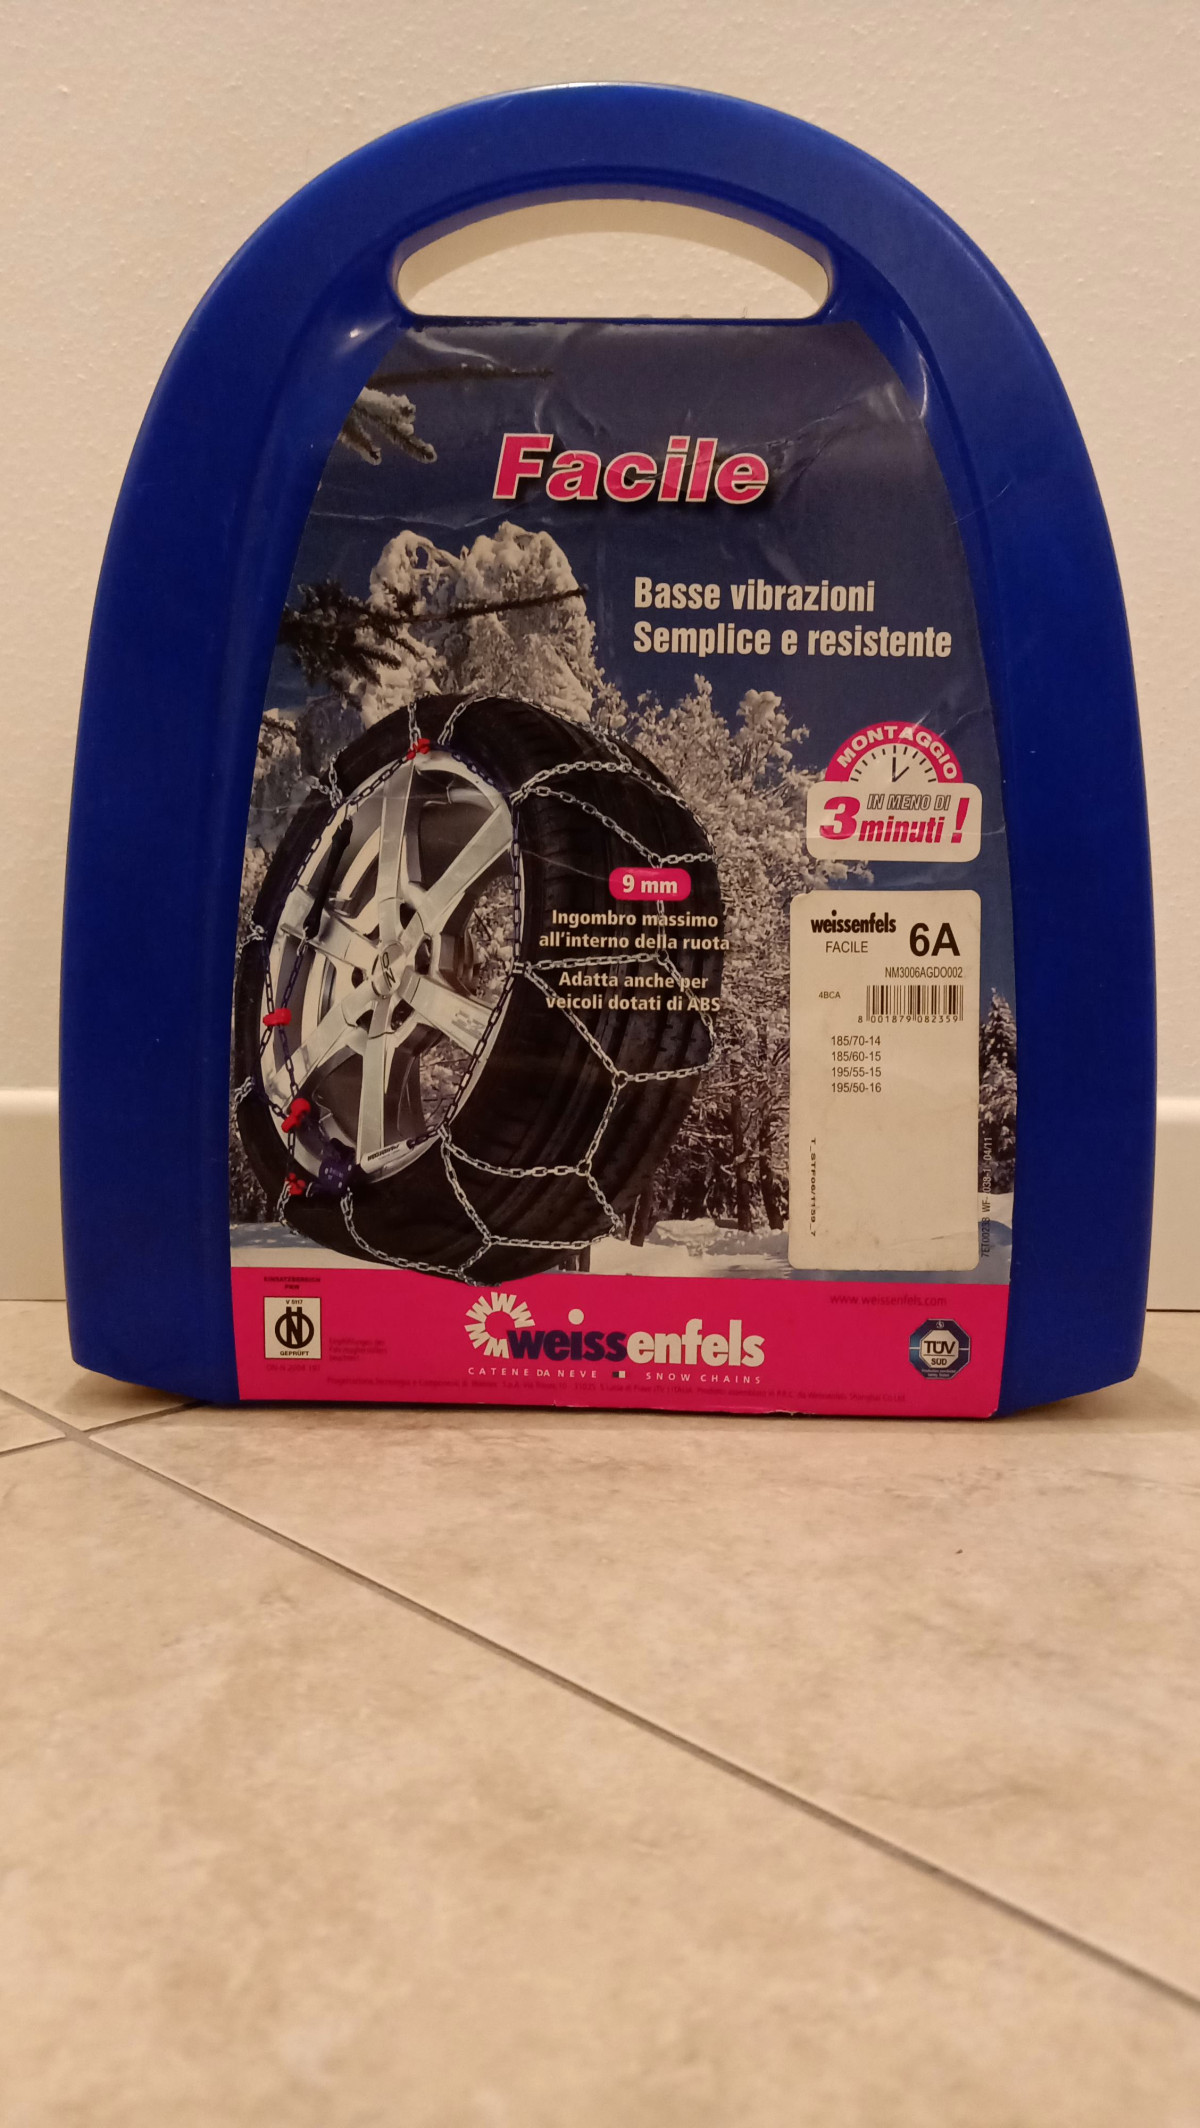 Facile
Basse vibrazioni
Semplice e resistente
MONTAGGIO
IN MENO DI
3 minuti !
9 mm
Ingombro massimo
all'interno della ruota
Adatta anche per
veicoli dotati di ABS
weissenfels
FACILE
6A
NM3006AGDO002
4BCA
8 001879 082359
185/70-14
185/60-15
195/55-15
195/50-16
V 5117
GEPRÜFT
weissenfels
CATENE DA NEVE
SNOW CHAINS
www.weissenfels.com
TÜV
SÜD